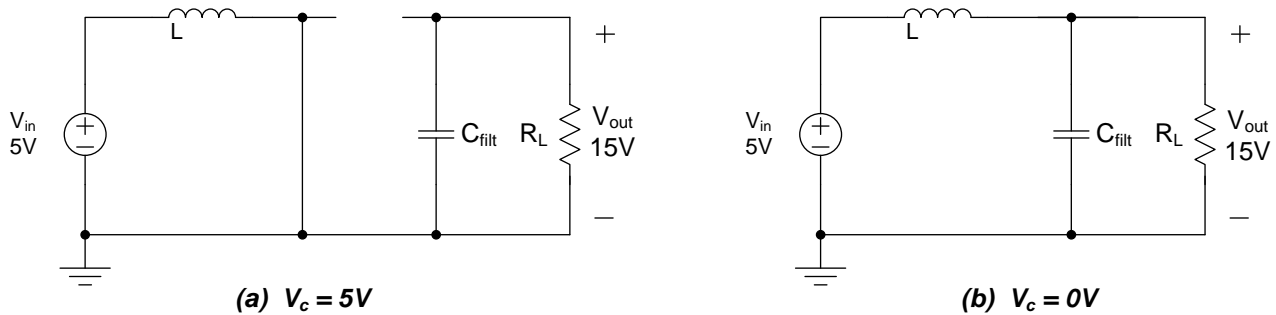 L
+
V_in
5V
+
−
C_filt
R_L
V_out
15V
−
(a) V_c = 5V
L
+
V_in
5V
+
−
C_filt
R_L
V_out
15V
−
(b) V_c = 0V